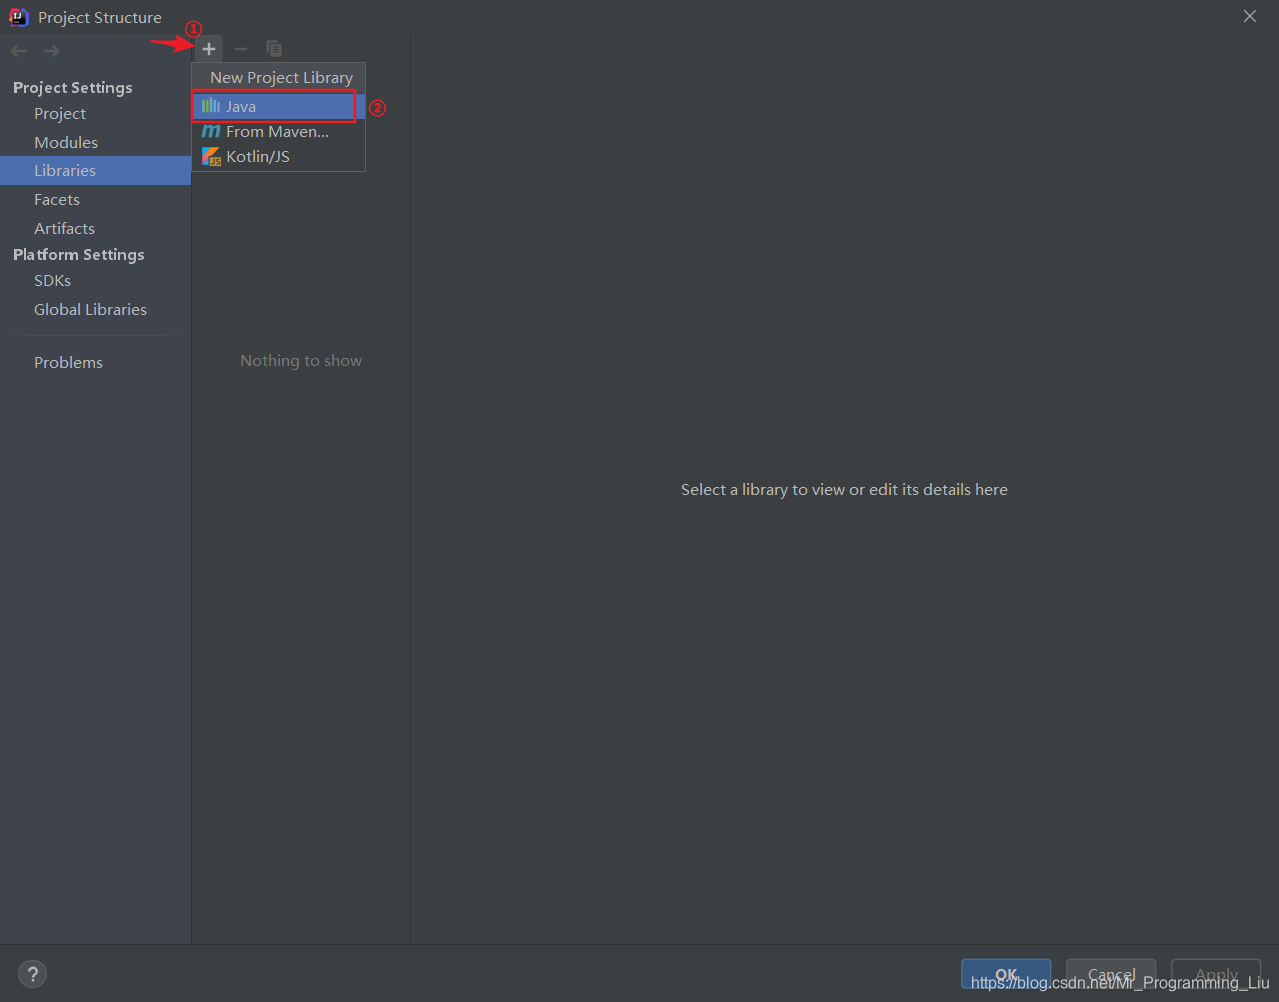 Project Structure
①
New Project Library
Java
②
From Maven...
Kotlin/JS
Project Settings
Project
Modules
Libraries
Facets
Artifacts
Platform Settings
SDKs
Global Libraries
Problems
Nothing to show
Select a library to view or edit its details here
?
OK
Cancel
Apply
https://blog.csdn.net/Mr_Programming_Liu